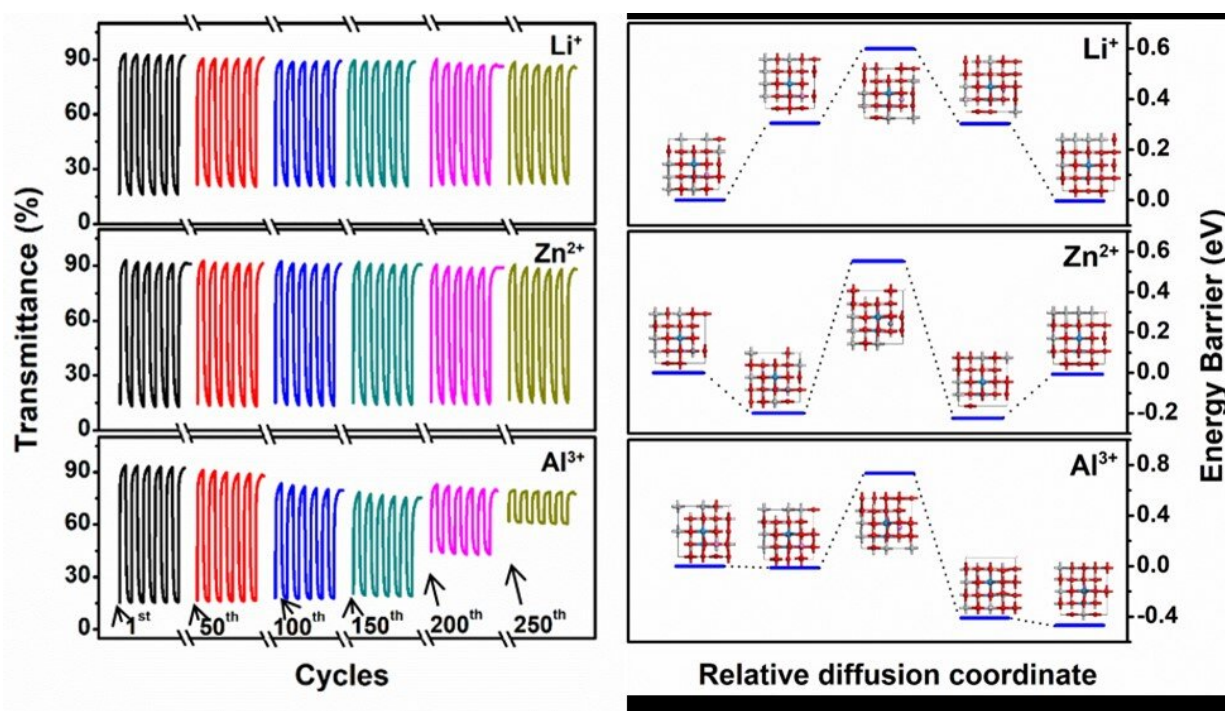 Transmittance (%)
90
60
30
0
Li⁺
90
60
30
0
Zn²⁺
90
60
30
0
Al³⁺
1ˢᵗ 50ᵗʰ 100ᵗʰ 150ᵗʰ 200ᵗʰ 250ᵗʰ
Cycles
Li⁺
0.6
0.4
0.2
0.0
Zn²⁺
0.6
0.4
0.2
0.0
-0.2
Al³⁺
0.8
0.4
0.0
-0.4
Energy Barrier (eV)
Relative diffusion coordinate